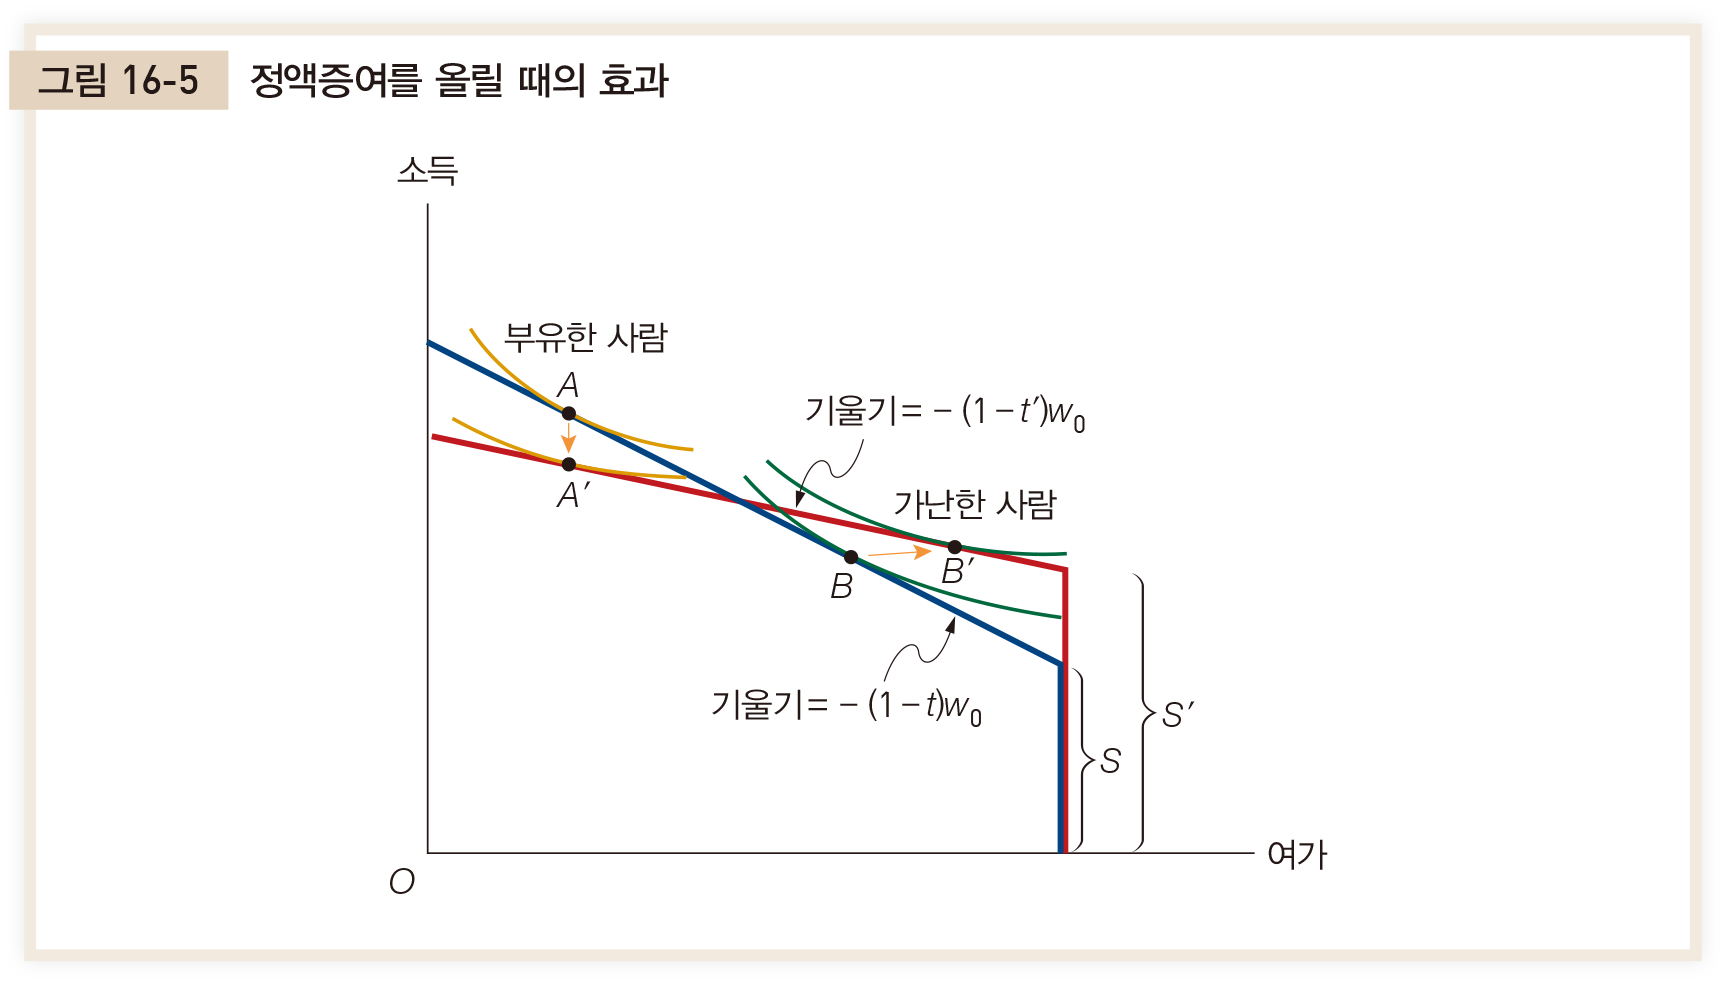 그림 16-5 정액증여를 올릴 때의 효과
소득
부유한 사람
A
기울기=-(1-t′)w₀
A′
가난한 사람
B
B′
기울기=-(1-t)w₀
S′
S
여가
O